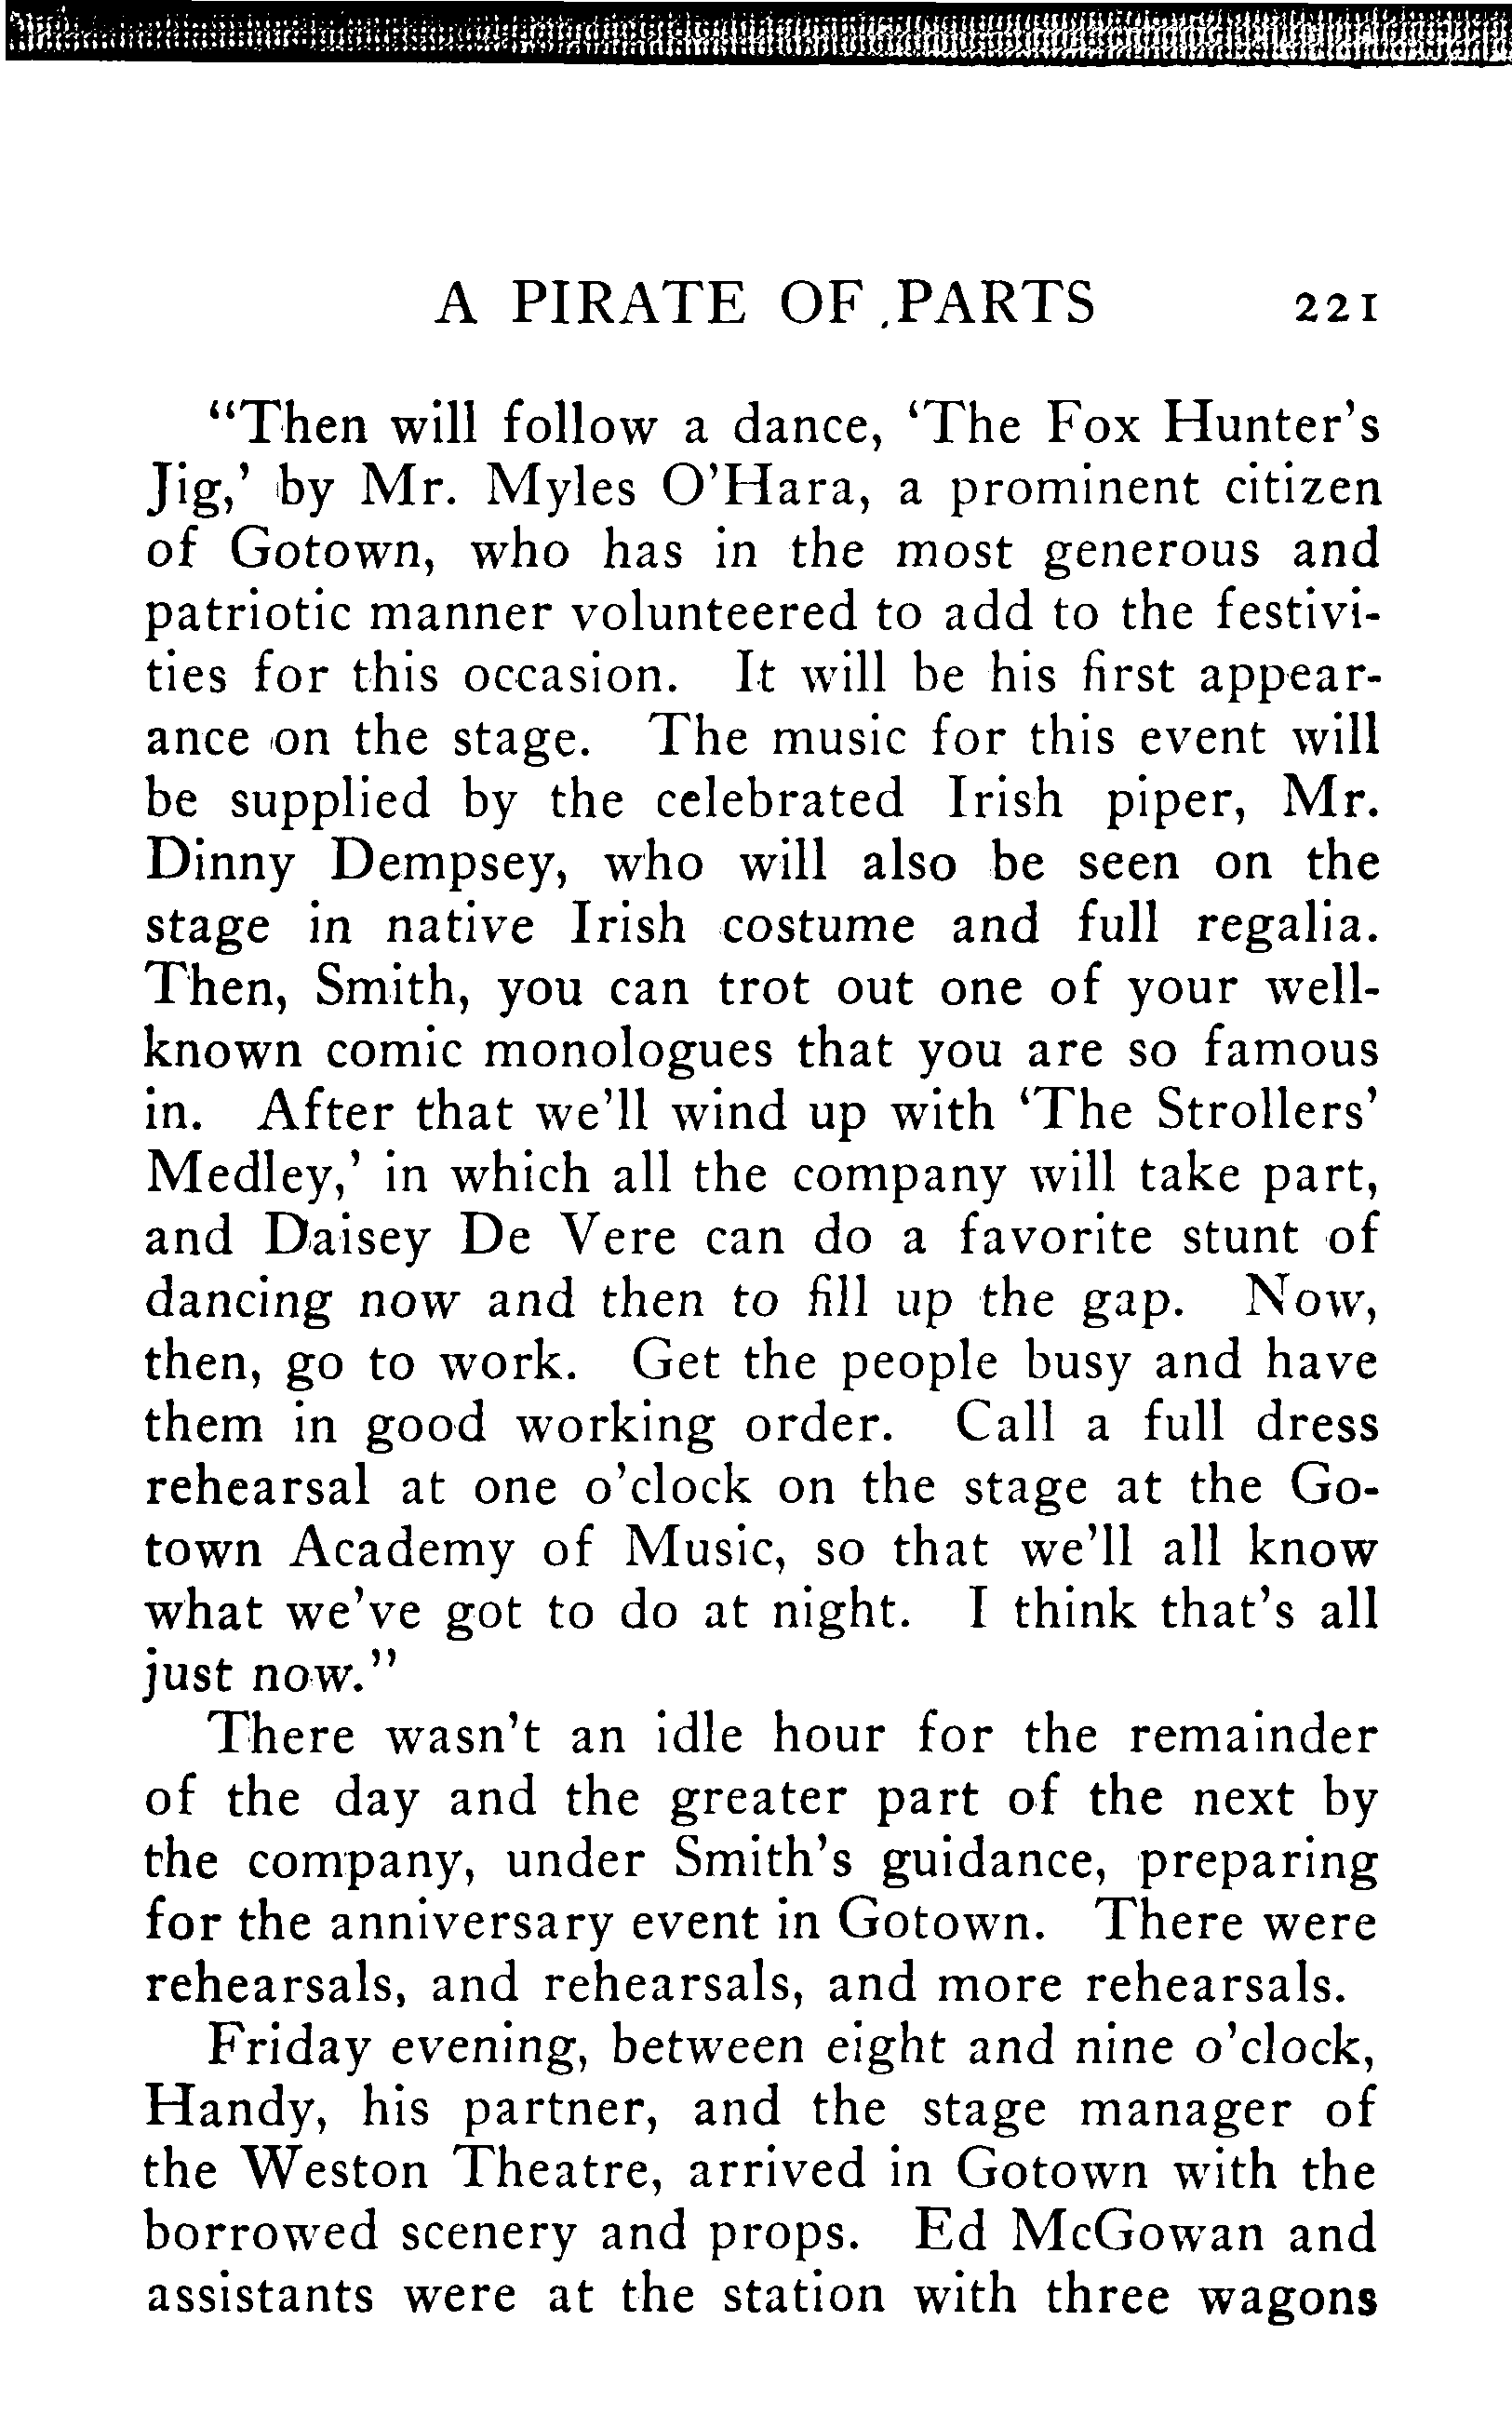 A PIRATE OF PARTS 221
"Then will follow a dance, 'The Fox Hunter's
Jig,' by Mr. Myles O'Hara, a prominent citizen
of Gotown, who has in the most generous and
patriotic manner volunteered to add to the festivi-
ties for this occasion. It will be his first appear-
ance on the stage. The music for this event will
be supplied by the celebrated Irish piper, Mr.
Dinny Dempsey, who will also be seen on the
stage in native Irish costume and full regalia.
Then, Smith, you can trot out one of your well-
known comic monologues that you are so famous
in. After that we'll wind up with 'The Strollers'
Medley,' in which all the company will take part,
and Daisey De Vere can do a favorite stunt of
dancing now and then to fill up the gap. Now,
then, go to work. Get the people busy and have
them in good working order. Call a full dress
rehearsal at one o'clock on the stage at the Go-
town Academy of Music, so that we'll all know
what we've got to do at night. I think that's all
just now."
There wasn't an idle hour for the remainder
of the day and the greater part of the next by
the company, under Smith's guidance, preparing
for the anniversary event in Gotown. There were
rehearsals, and rehearsals, and more rehearsals.
Friday evening, between eight and nine o'clock,
Handy, his partner, and the stage manager of
the Weston Theatre, arrived in Gotown with the
borrowed scenery and props. Ed McGowan and
assistants were at the station with three wagons